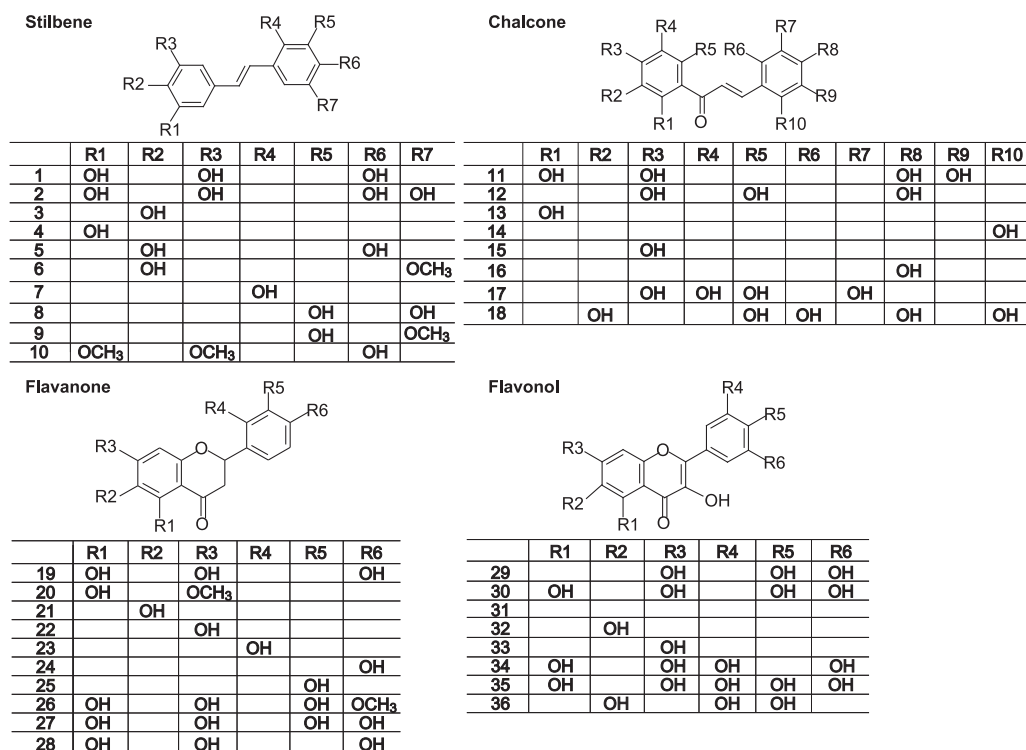 Stilbene
R3
R4
R5
R2
R6
R1
R7
R1 R2 R3 R4 R5 R6 R7
1 OH OH OH
2 OH OH OH OH
3 OH
4 OH
5 OH OH
6 OH OCH3
7 OH
8 OH OH
9 OH OCH3
10 OCH3 OCH3 OH
Chalcone
R4 R7
R3 R5 R6 R8
R2 R9
R1 O R10
R1 R2 R3 R4 R5 R6 R7 R8 R9 R10
11 OH OH OH OH
12 OH OH OH
13 OH
14 OH
15 OH
16 OH
17 OH OH OH OH
18 OH OH OH OH OH
Flavanone
R5
R4 R6
R3 O
R2
R1 O
R1 R2 R3 R4 R5 R6
19 OH OH OH
20 OH OCH3
21 OH
22 OH
23 OH
24 OH
25 OH
26 OH OH OH OCH3
27 OH OH OH OH
28 OH OH OH
Flavonol
R4
R5
R3 O
R6
R2 OH
R1 O
R1 R2 R3 R4 R5 R6
29 OH OH OH
30 OH OH OH OH
31
32 OH
33 OH
34 OH OH OH OH
35 OH OH OH OH OH
36 OH OH OH